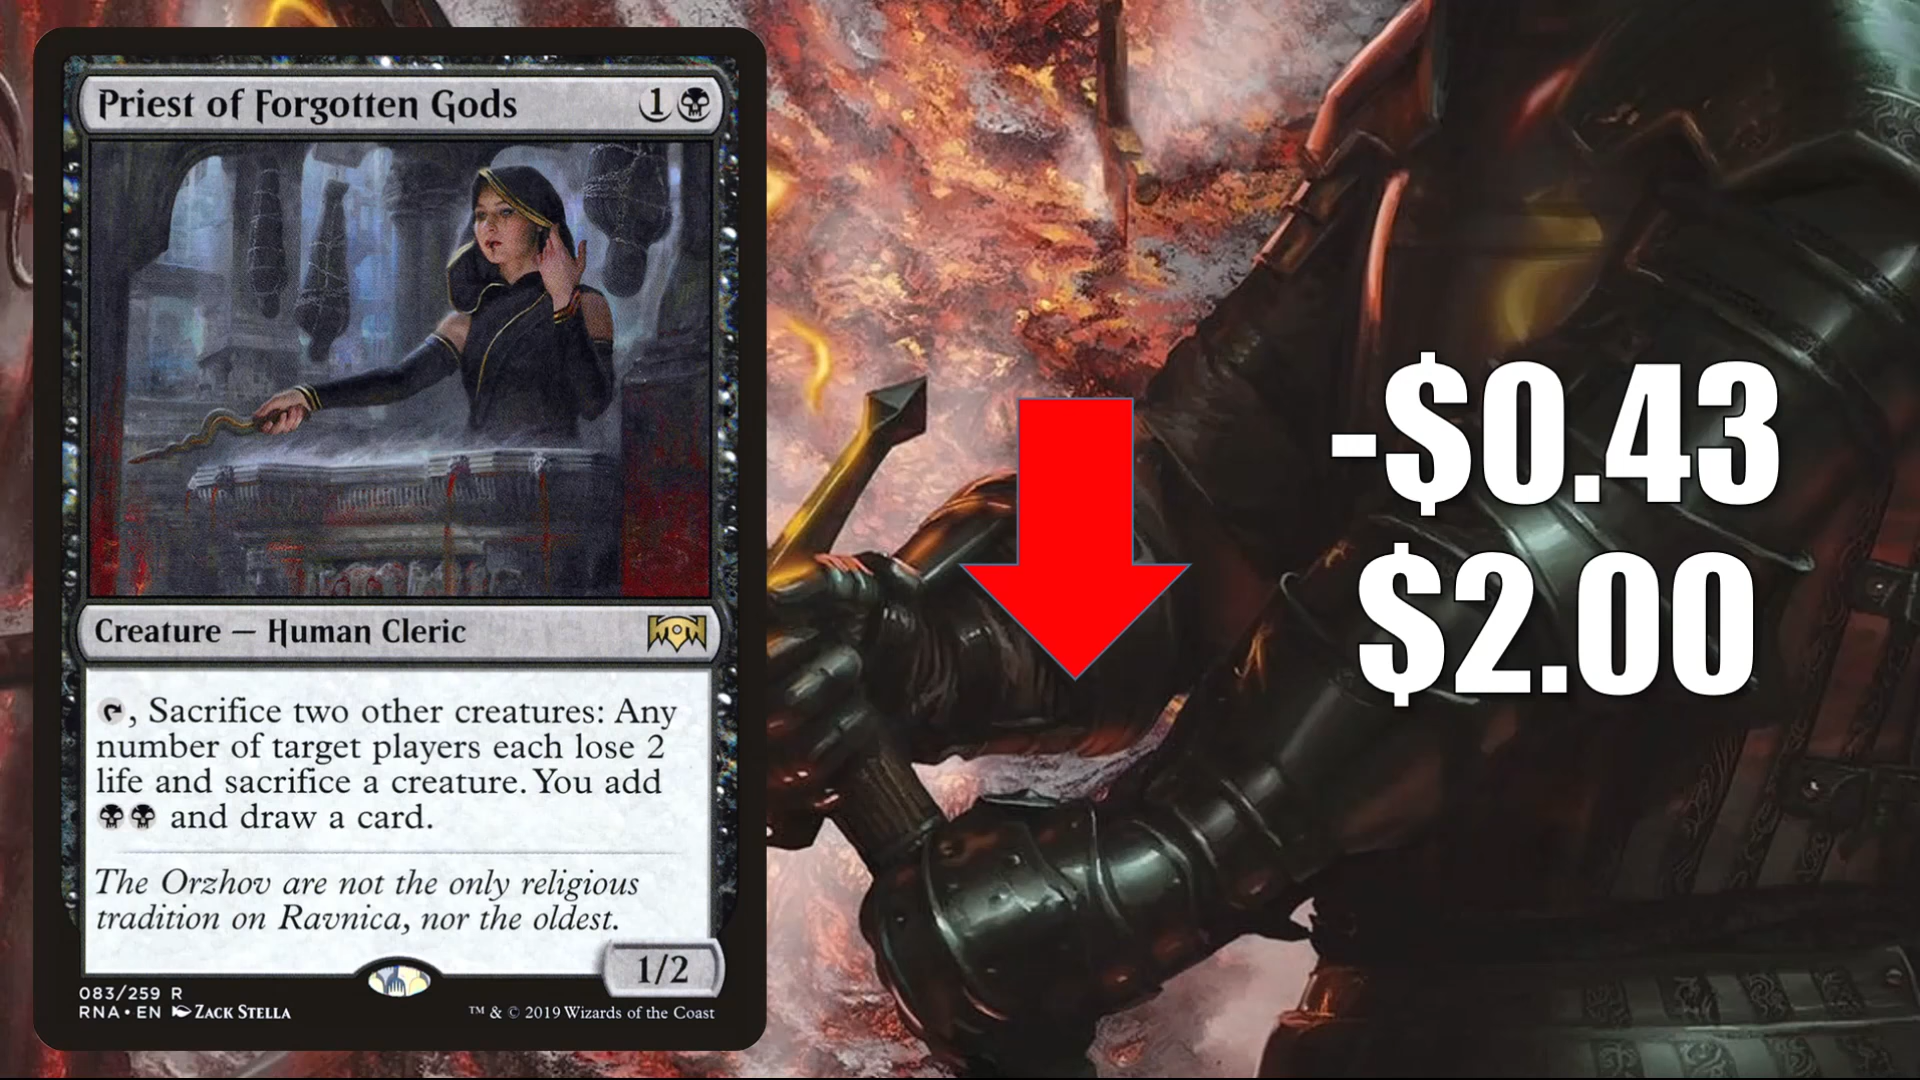 Priest of Forgotten Gods 1
Creature — Human Cleric
, Sacrifice two other creatures: Any
number of target players each lose 2
life and sacrifice a creature. You add
and draw a card.
The Orzhov are not the only religious
tradition on Ravnica, nor the oldest.
1/2
083/259 R
RNA • EN ZACK STELLA
™ & © 2019 Wizards of the Coast
-$0.43
$2.00